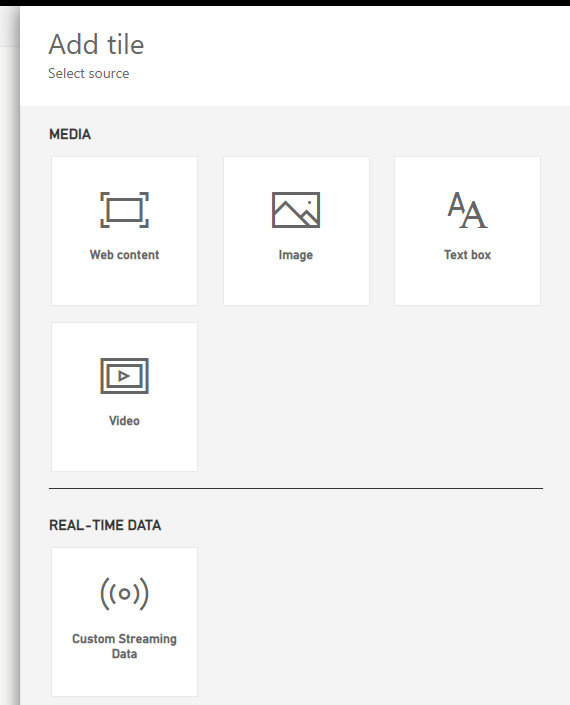 Add tile
Select source
MEDIA
Web content
Image
Text box
Video
REAL-TIME DATA
Custom Streaming
Data